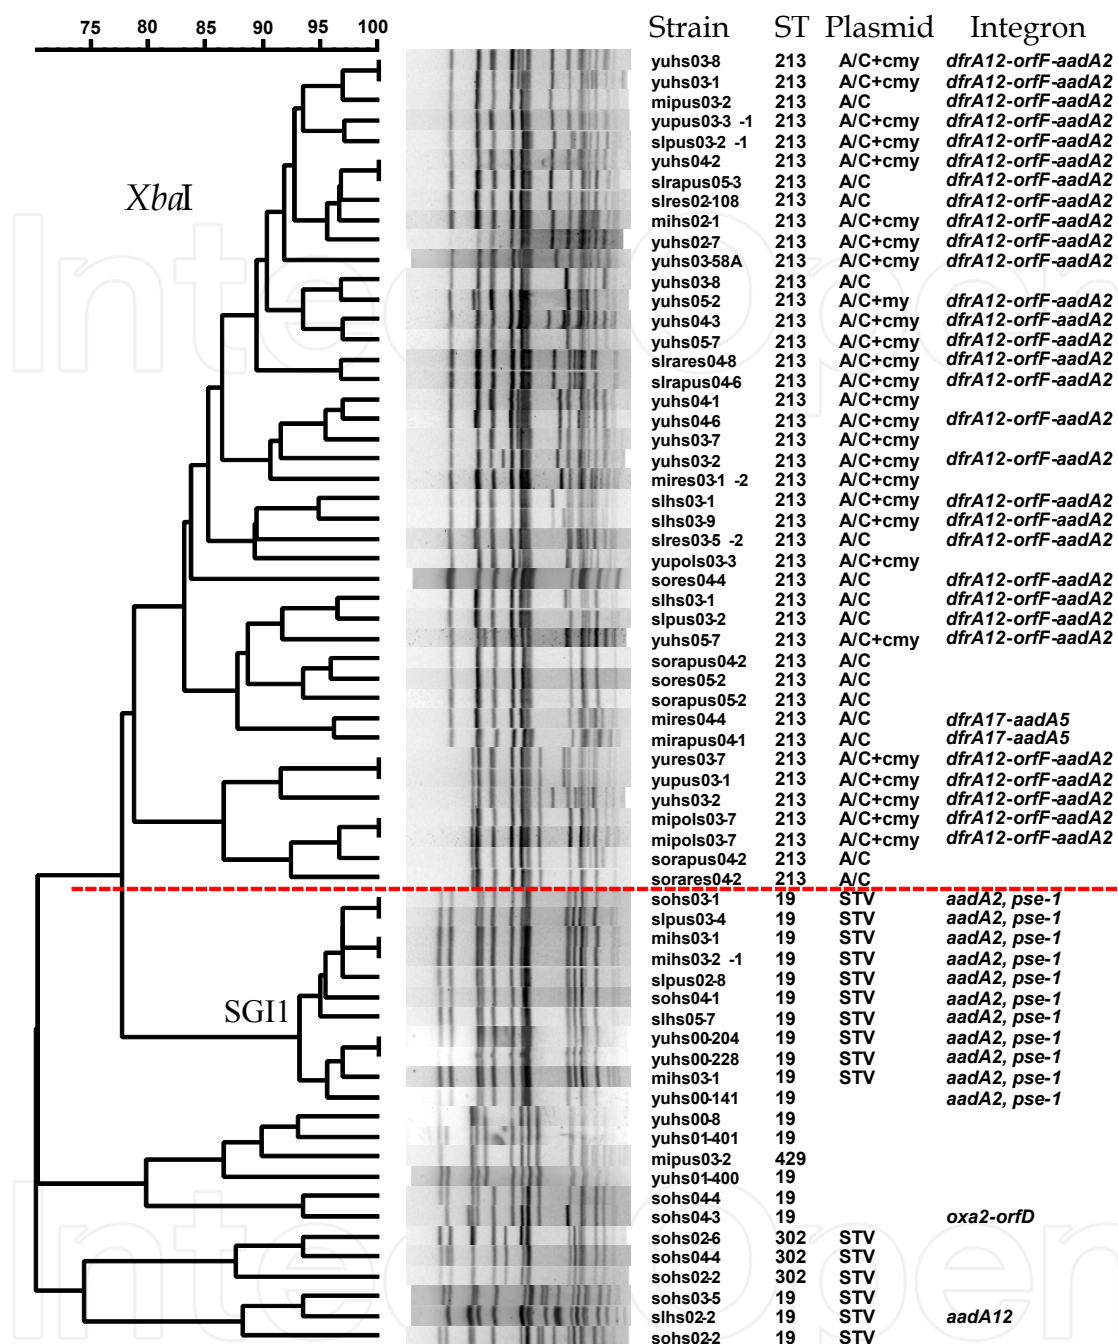 75 80 85 90 95 100 Strain ST Plasmid Integron
yuhs03-8 213 A/C+cmy dfrA12-orfF-aadA2
yuhs03-1 213 A/C+cmy dfrA12-orfF-aadA2
mipus03-2 213 A/C dfrA12-orfF-aadA2
yupus03-3 -1 213 A/C+cmy dfrA12-orfF-aadA2
slpus03-2 -1 213 A/C+cmy dfrA12-orfF-aadA2
yuhs04-2 213 A/C+cmy dfrA12-orfF-aadA2
slrapus05-3 213 A/C dfrA12-orfF-aadA2
XbaI slres02-108 213 A/C dfrA12-orfF-aadA2
mihs02-1 213 A/C+cmy dfrA12-orfF-aadA2
yuhs02-7 213 A/C+cmy dfrA12-orfF-aadA2
yuhs03-58A 213 A/C+cmy dfrA12-orfF-aadA2
yuhs03-8 213 A/C
yuhs05-2 213 A/C+my dfrA12-orfF-aadA2
yuhs04-3 213 A/C+cmy dfrA12-orfF-aadA2
yuhs05-7 213 A/C+cmy dfrA12-orfF-aadA2
slrares04-8 213 A/C+cmy dfrA12-orfF-aadA2
slrapus04-6 213 A/C+cmy dfrA12-orfF-aadA2
yuhs04-1 213 A/C+cmy
yuhs04-6 213 A/C+cmy dfrA12-orfF-aadA2
yuhs03-7 213 A/C+cmy
yuhs03-2 213 A/C+cmy dfrA12-orfF-aadA2
mires03-1 -2 213 A/C+cmy
slhs03-1 213 A/C+cmy dfrA12-orfF-aadA2
slhs03-9 213 A/C+cmy dfrA12-orfF-aadA2
slres03-5 -2 213 A/C dfrA12-orfF-aadA2
yupols03-3 213 A/C+cmy
sores04-4 213 A/C dfrA12-orfF-aadA2
slhs03-1 213 A/C dfrA12-orfF-aadA2
slpus03-2 213 A/C dfrA12-orfF-aadA2
yuhs05-7 213 A/C+cmy dfrA12-orfF-aadA2
sorapus04-2 213 A/C
sores05-2 213 A/C
sorapus05-2 213 A/C
mires04-4 213 A/C dfrA17-aadA5
mirapus04-1 213 A/C dfrA17-aadA5
yures03-7 213 A/C+cmy dfrA12-orfF-aadA2
yupus03-1 213 A/C+cmy dfrA12-orfF-aadA2
yuhs03-2 213 A/C+cmy dfrA12-orfF-aadA2
mipols03-7 213 A/C+cmy dfrA12-orfF-aadA2
mipols03-7 213 A/C+cmy dfrA12-orfF-aadA2
sorapus04-2 213 A/C
sorares04-2 213 A/C
sohs03-1 19 STV aadA2, pse-1
slpus03-4 19 STV aadA2, pse-1
mihs03-1 19 STV aadA2, pse-1
mihs03-2 -1 19 STV aadA2, pse-1
slpus02-8 19 STV aadA2, pse-1
sohs04-1 19 STV aadA2, pse-1
SGI1 slhs05-7 19 STV aadA2, pse-1
yuhs00-204 19 STV aadA2, pse-1
yuhs00-228 19 STV aadA2, pse-1
mihs03-1 19 STV aadA2, pse-1
yuhs00-141 19 aadA2, pse-1
yuhs00-8 19
yuhs01-401 19
mipus03-2 429
yuhs01-400 19
sohs04-4 19
sohs04-3 19 oxa2-orfD
sohs02-6 302 STV
sohs04-4 302 STV
sohs02-2 302 STV
sohs03-5 19 STV
slhs02-2 19 STV aadA12
sohs02-2 19 STV